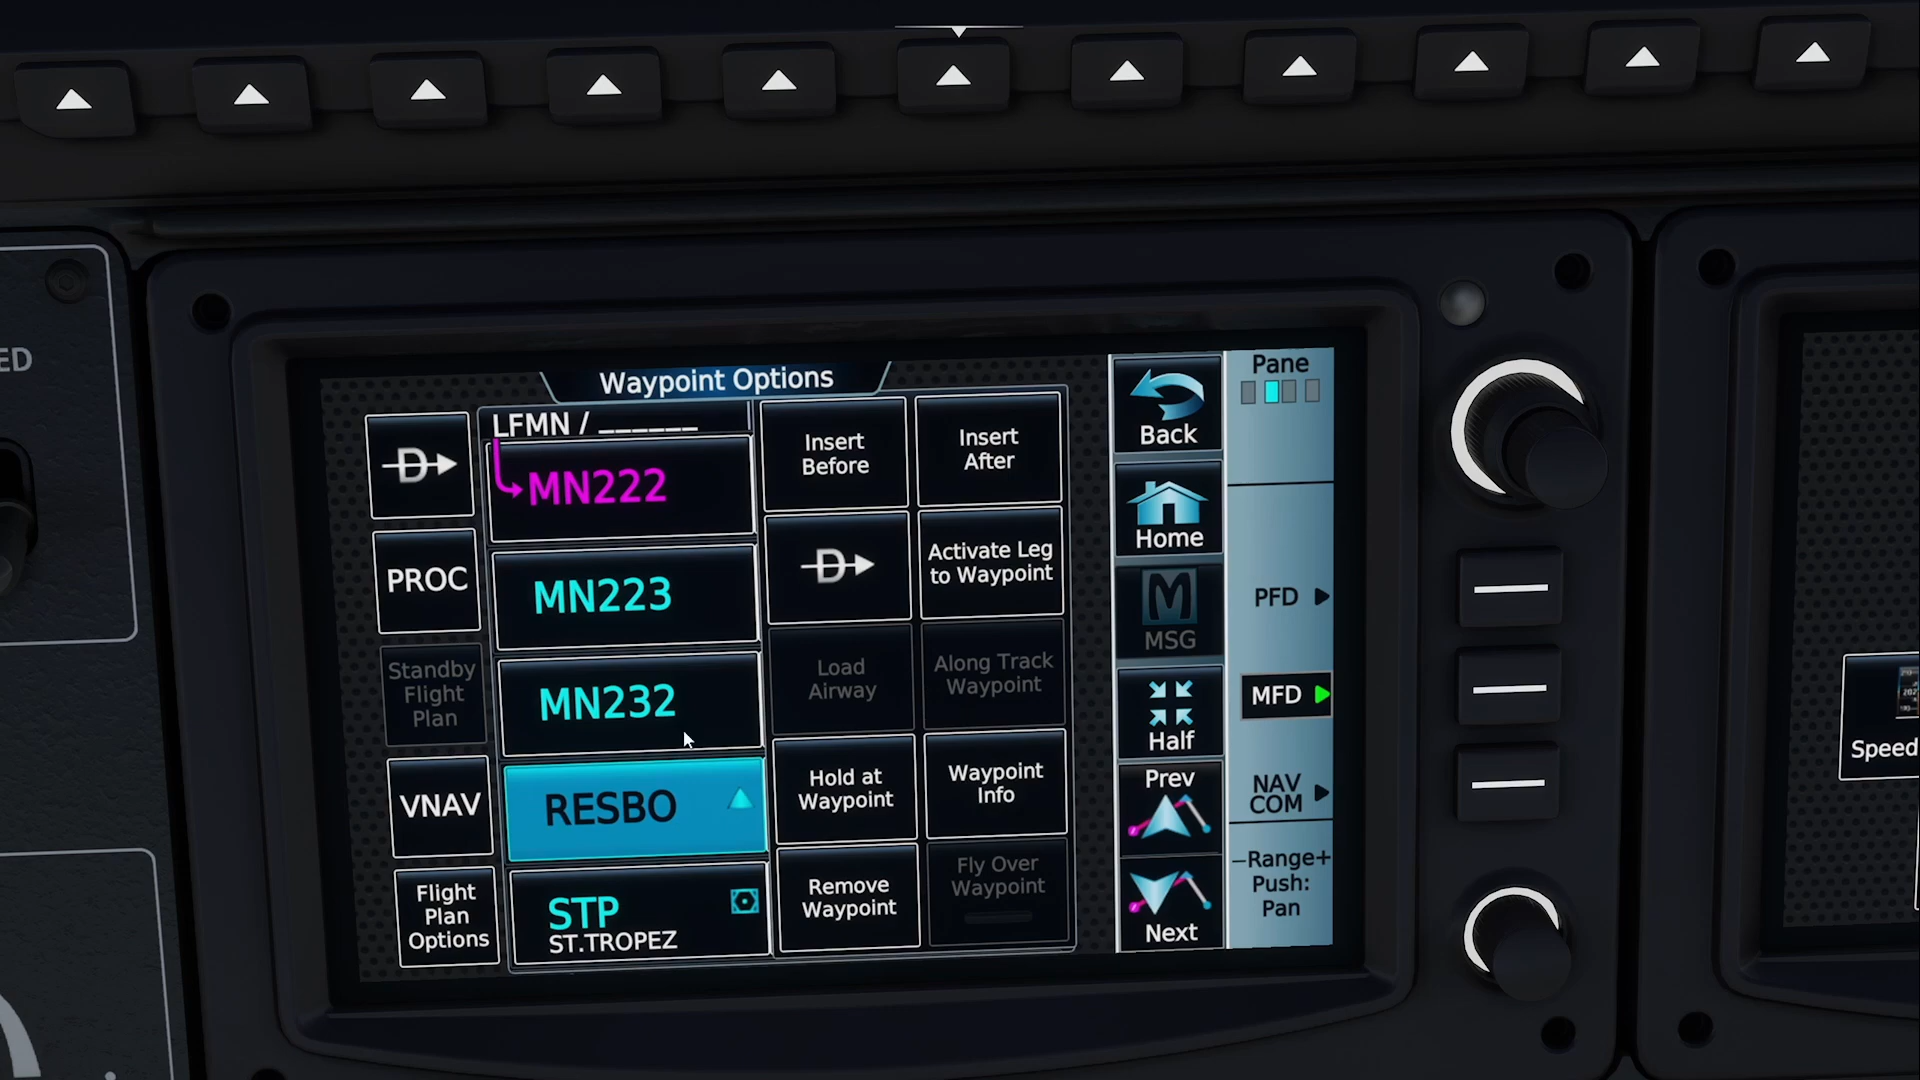 ED
Waypoint Options
LFMN / ______
MN222
MN223
MN232
RESBO
STP
ST.TROPEZ
D
PROC
Standby
Flight
Plan
VNAV
Flight
Plan
Options
Insert
Before
Insert
After
D
Activate Leg
to Waypoint
Load
Airway
Along Track
Waypoint
Hold at
Waypoint
Waypoint
Info
Remove
Waypoint
Fly Over
Waypoint
Back
Home
M
MSG
Half
Prev
Next
Pane
PFD
MFD
NAV
COM
−Range+
Push:
Pan
Speed